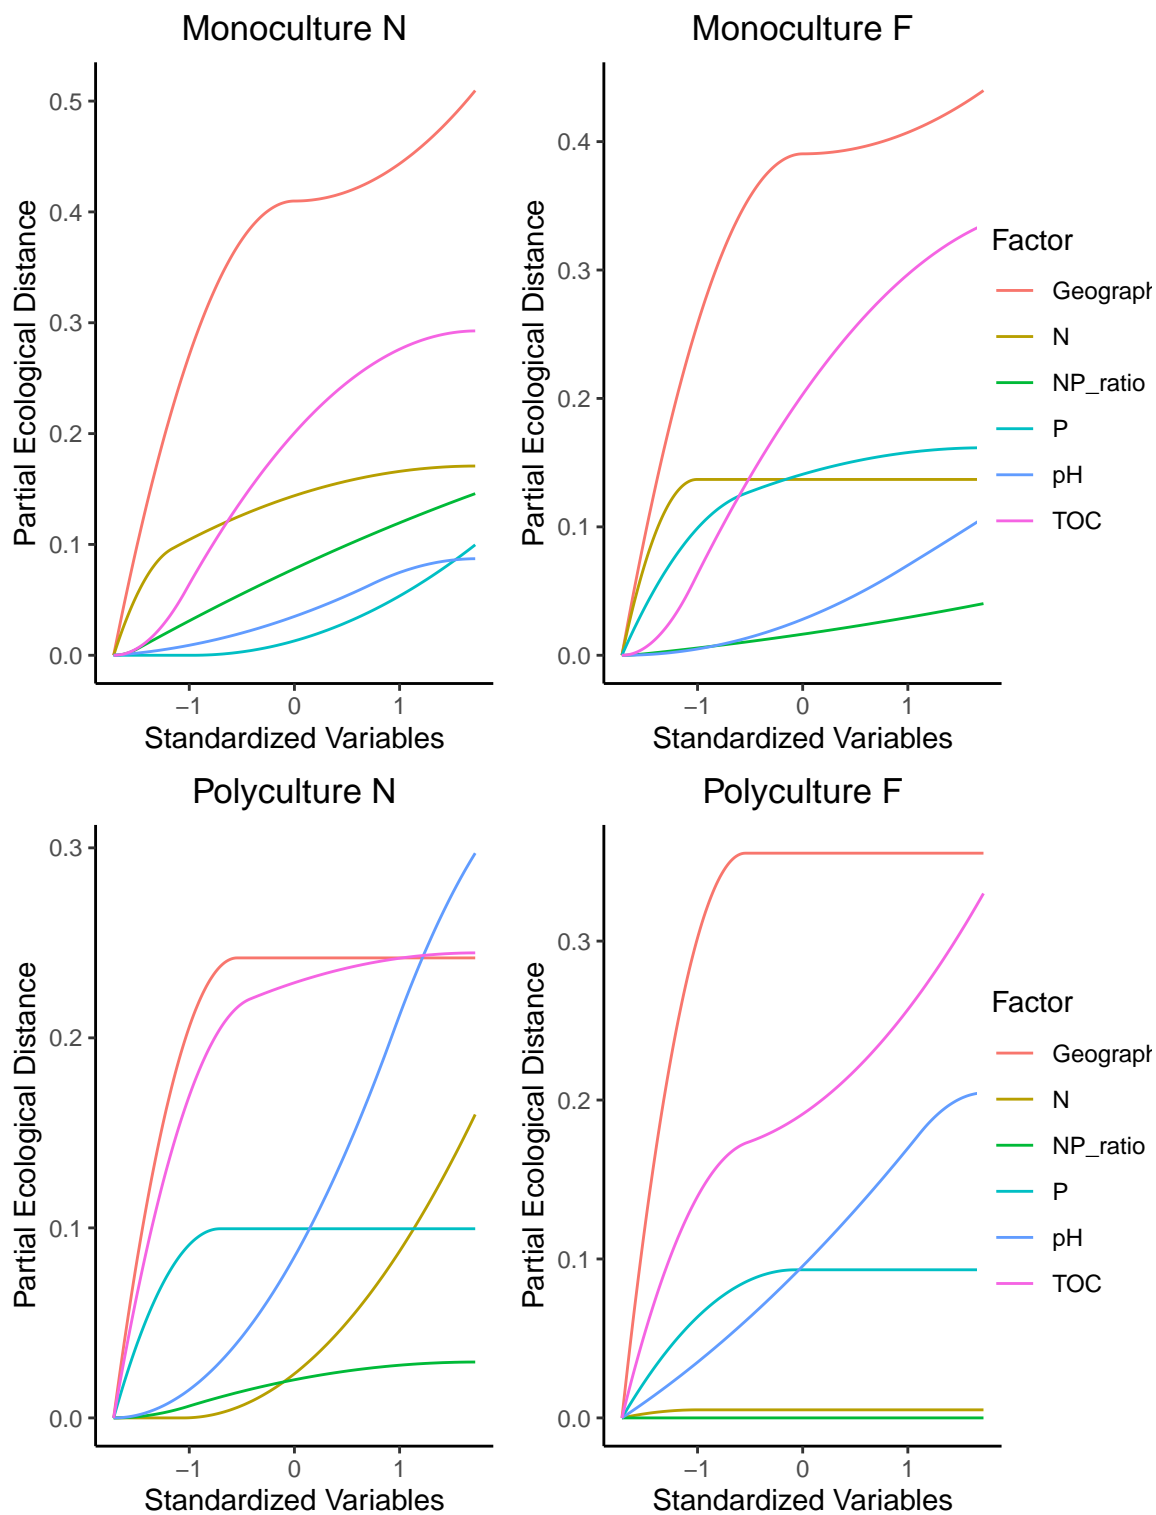 Monoculture N
Monoculture F
0.5
0.4
0.3
0.2
0.1
0.0
Partial Ecological Distance
−1 0 1
Standardized Variables
0.4
0.3
0.2
0.1
0.0
Partial Ecological Distance
−1 0 1
Standardized Variables
Factor
Geograph
N
NP_ratio
P
pH
TOC
Polyculture N
Polyculture F
0.3
0.2
0.1
0.0
Partial Ecological Distance
−1 0 1
Standardized Variables
0.3
0.2
0.1
0.0
Partial Ecological Distance
−1 0 1
Standardized Variables
Factor
Geograph
N
NP_ratio
P
pH
TOC